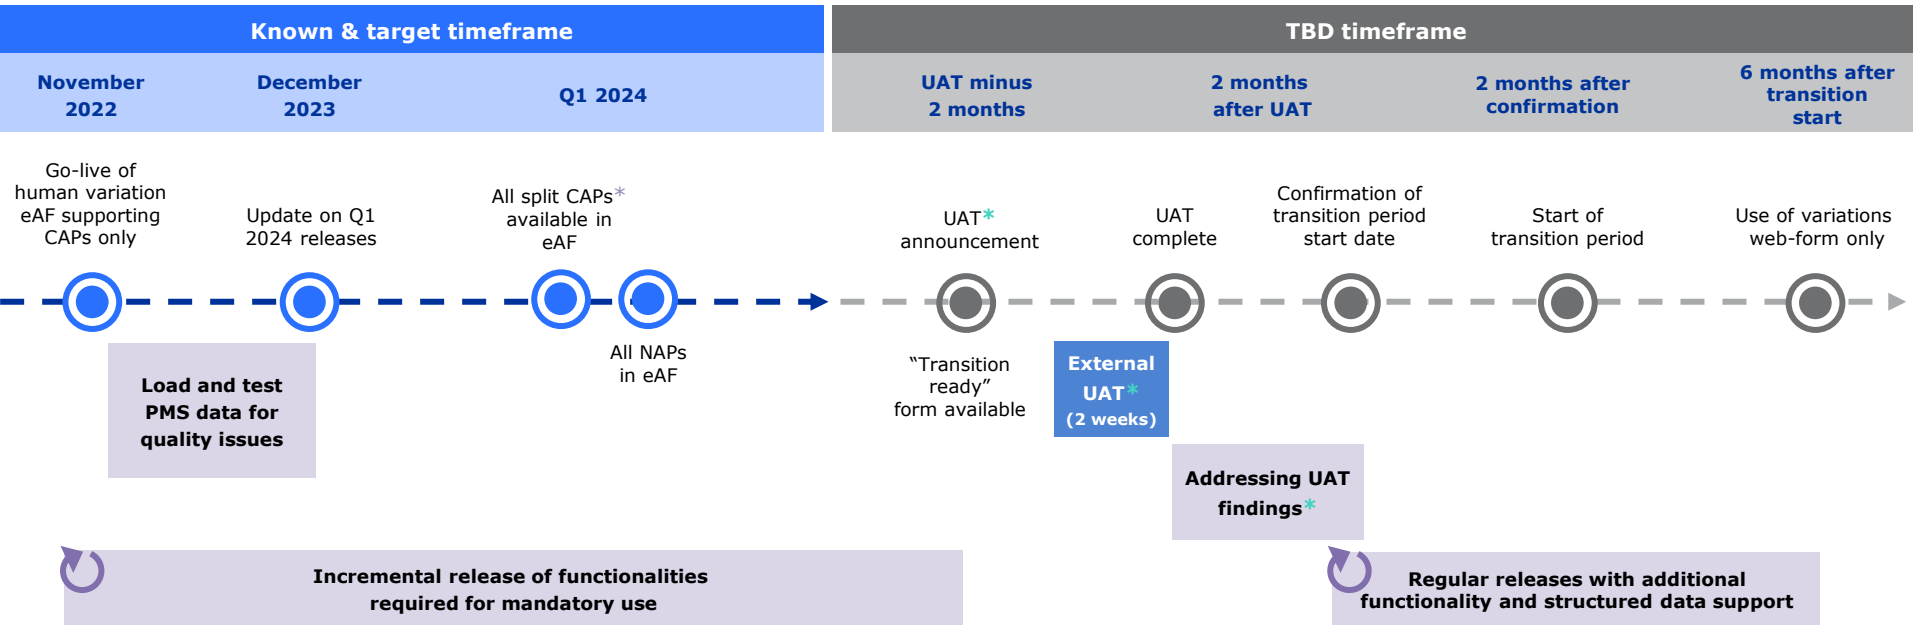 Known & target timeframe
TBD timeframe
November
2022
December
2023
Q1 2024
UAT minus
2 months
2 months
after UAT
2 months after
confirmation
6 months after
transition
start
Go-live of
human variation
eAF supporting
CAPs only
Update on Q1
2024 releases
All split CAPs*
available in
eAF
All NAPs
in eAF
UAT*
announcement
UAT
complete
Confirmation of
transition period
start date
Start of
transition period
Use of variations
web-form only
Load and test
PMS data for
quality issues
“Transition
ready”
form available
External
UAT*
(2 weeks)
Addressing UAT
findings*
Incremental release of functionalities
required for mandatory use
Regular releases with additional
functionality and structured data support